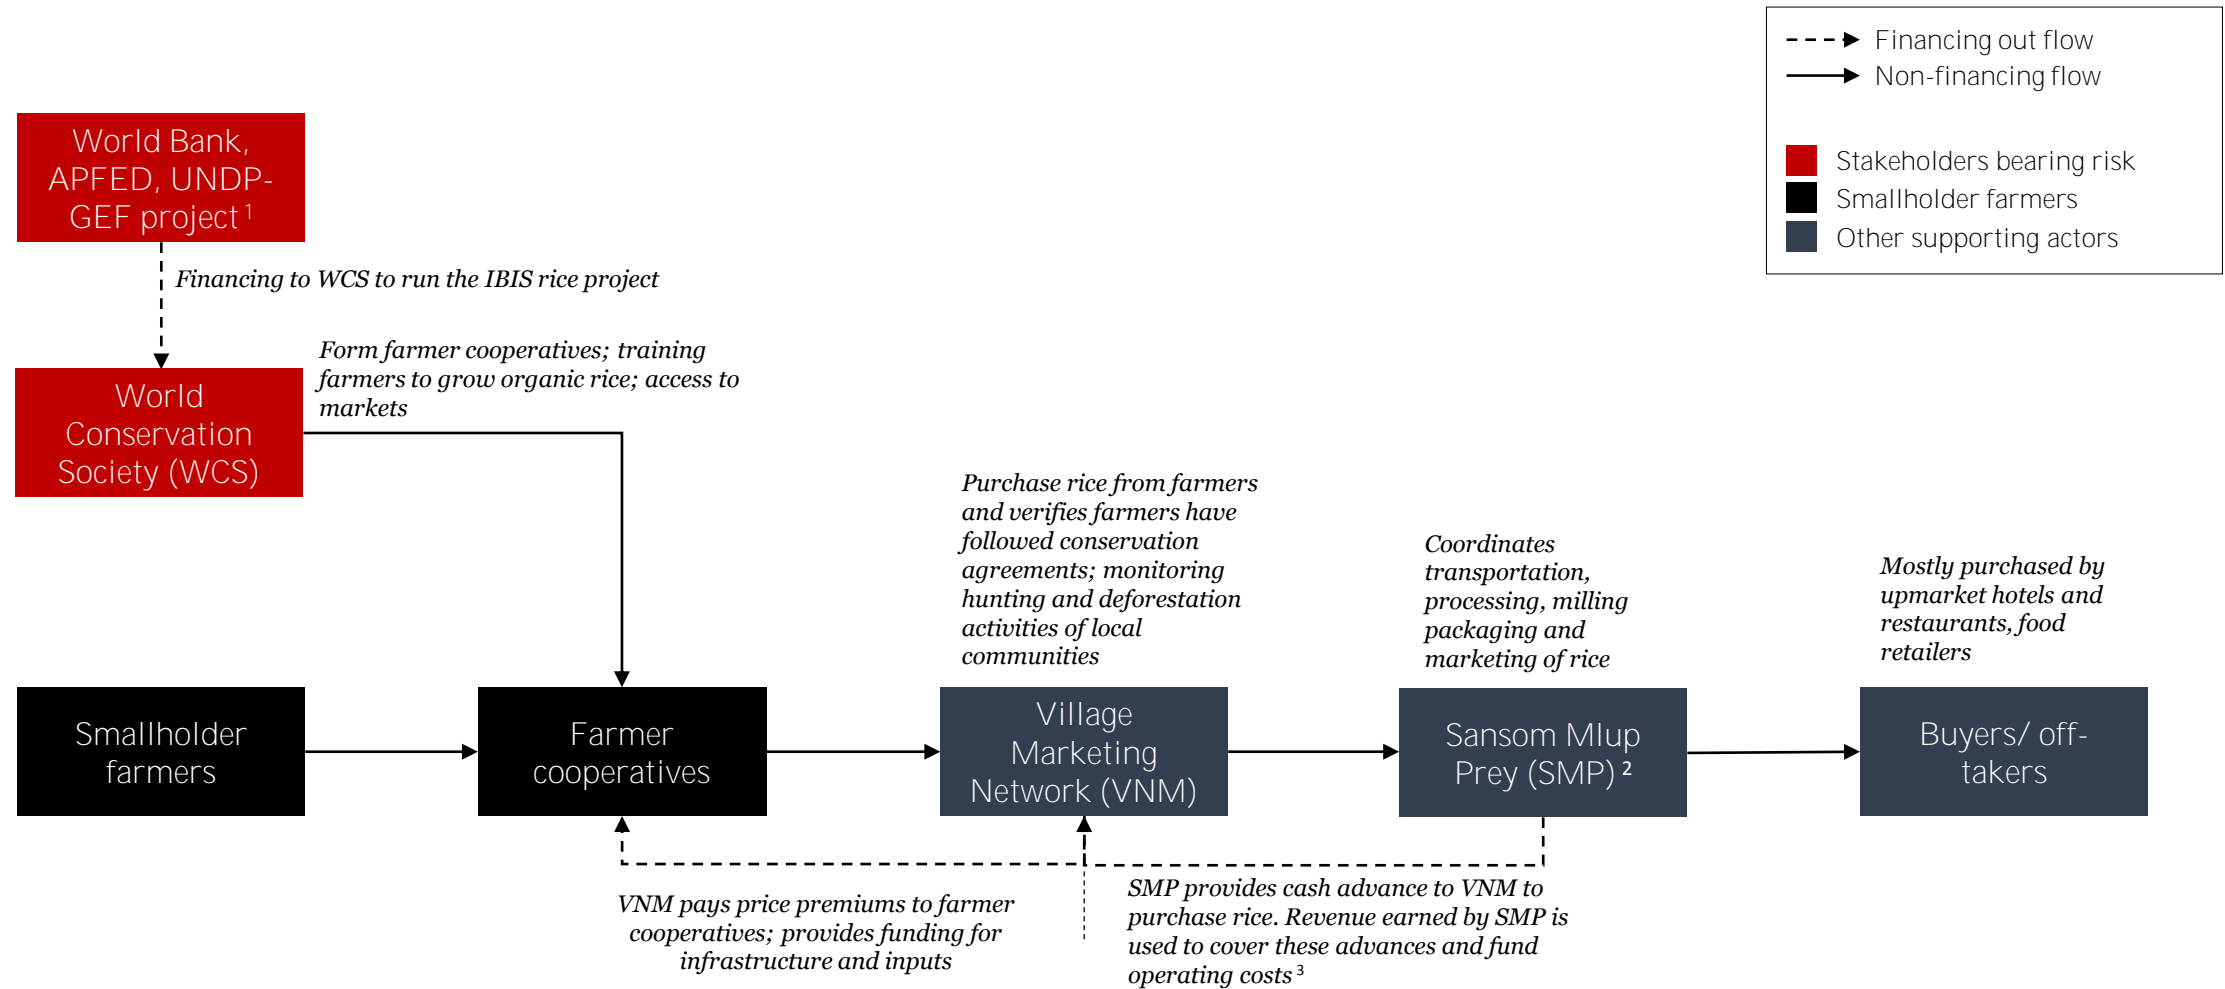 Financing out flow
Non-financing flow
Stakeholders bearing risk
Smallholder farmers
Other supporting actors
World Bank,
APFED, UNDP-
GEF project 1
Financing to WCS to run the IBIS rice project
World
Conservation
Society (WCS)
Form farmer cooperatives; training
farmers to grow organic rice; access to
markets
Purchase rice from farmers
and verifies farmers have
followed conservation
agreements; monitoring
hunting and deforestation
activities of local
communities
Coordinates
transportation,
processing, milling
packaging and
marketing of rice
Mostly purchased by
upmarket hotels and
restaurants, food
retailers
Smallholder
farmers
Farmer
cooperatives
Village
Marketing
Network (VNM)
Sansom Mlup
Prey (SMP) 2
Buyers/ off-
takers
VNM pays price premiums to farmer
cooperatives; provides funding for
infrastructure and inputs
SMP provides cash advance to VNM to
purchase rice. Revenue earned by SMP is
used to cover these advances and fund
operating costs 3